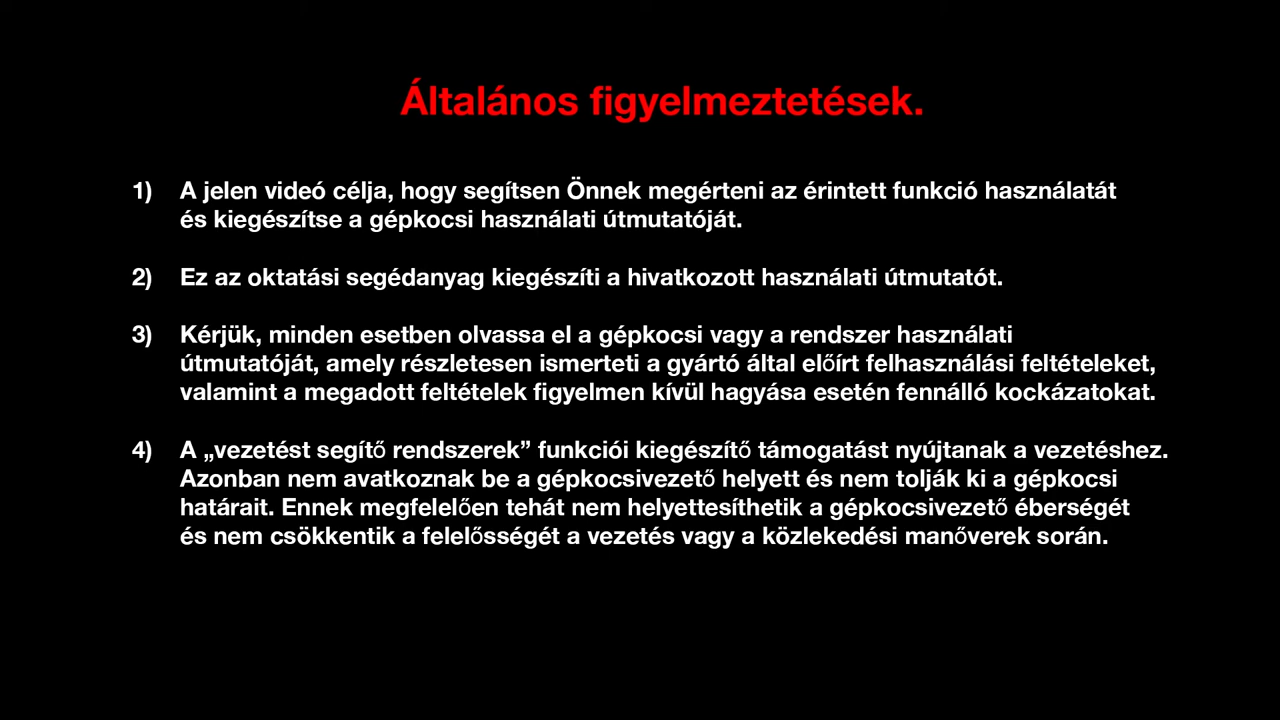 Általános figyelmeztetések.
1) A jelen videó célja, hogy segítsen Önnek megérteni az érintett funkció használatát
és kiegészítse a gépkocsi használati útmutatóját.
2) Ez az oktatási segédanyag kiegészíti a hivatkozott használati útmutatót.
3) Kérjük, minden esetben olvassa el a gépkocsi vagy a rendszer használati
útmutatóját, amely részletesen ismerteti a gyártó által előírt felhasználási feltételeket,
valamint a megadott feltételek figyelmen kívül hagyása esetén fennálló kockázatokat.
4) A „vezetést segítő rendszerek” funkciói kiegészítő támogatást nyújtanak a vezetéshez.
Azonban nem avatkoznak be a gépkocsivezető helyett és nem tolják ki a gépkocsi
határait. Ennek megfelelően tehát nem helyettesíthetik a gépkocsivezető éberségét
és nem csökkentik a felelősségét a vezetés vagy a közlekedési manőverek során.